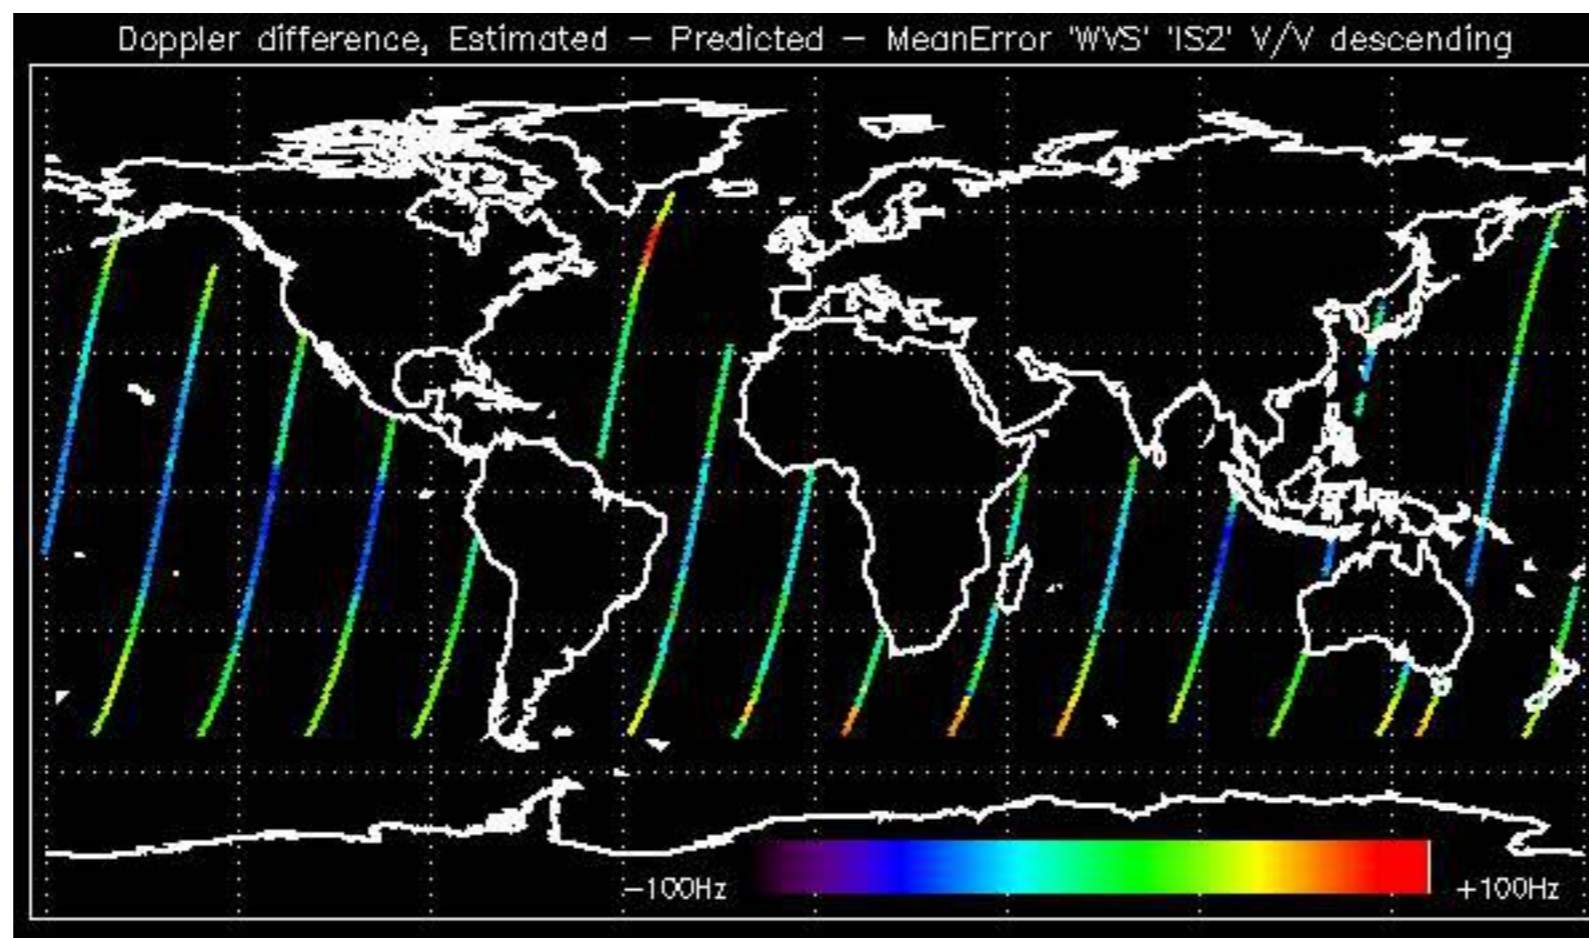 Doppler difference, Estimated – Predicted – MeanError 'WVS' 'IS2' V/V descending
-100Hz +100Hz